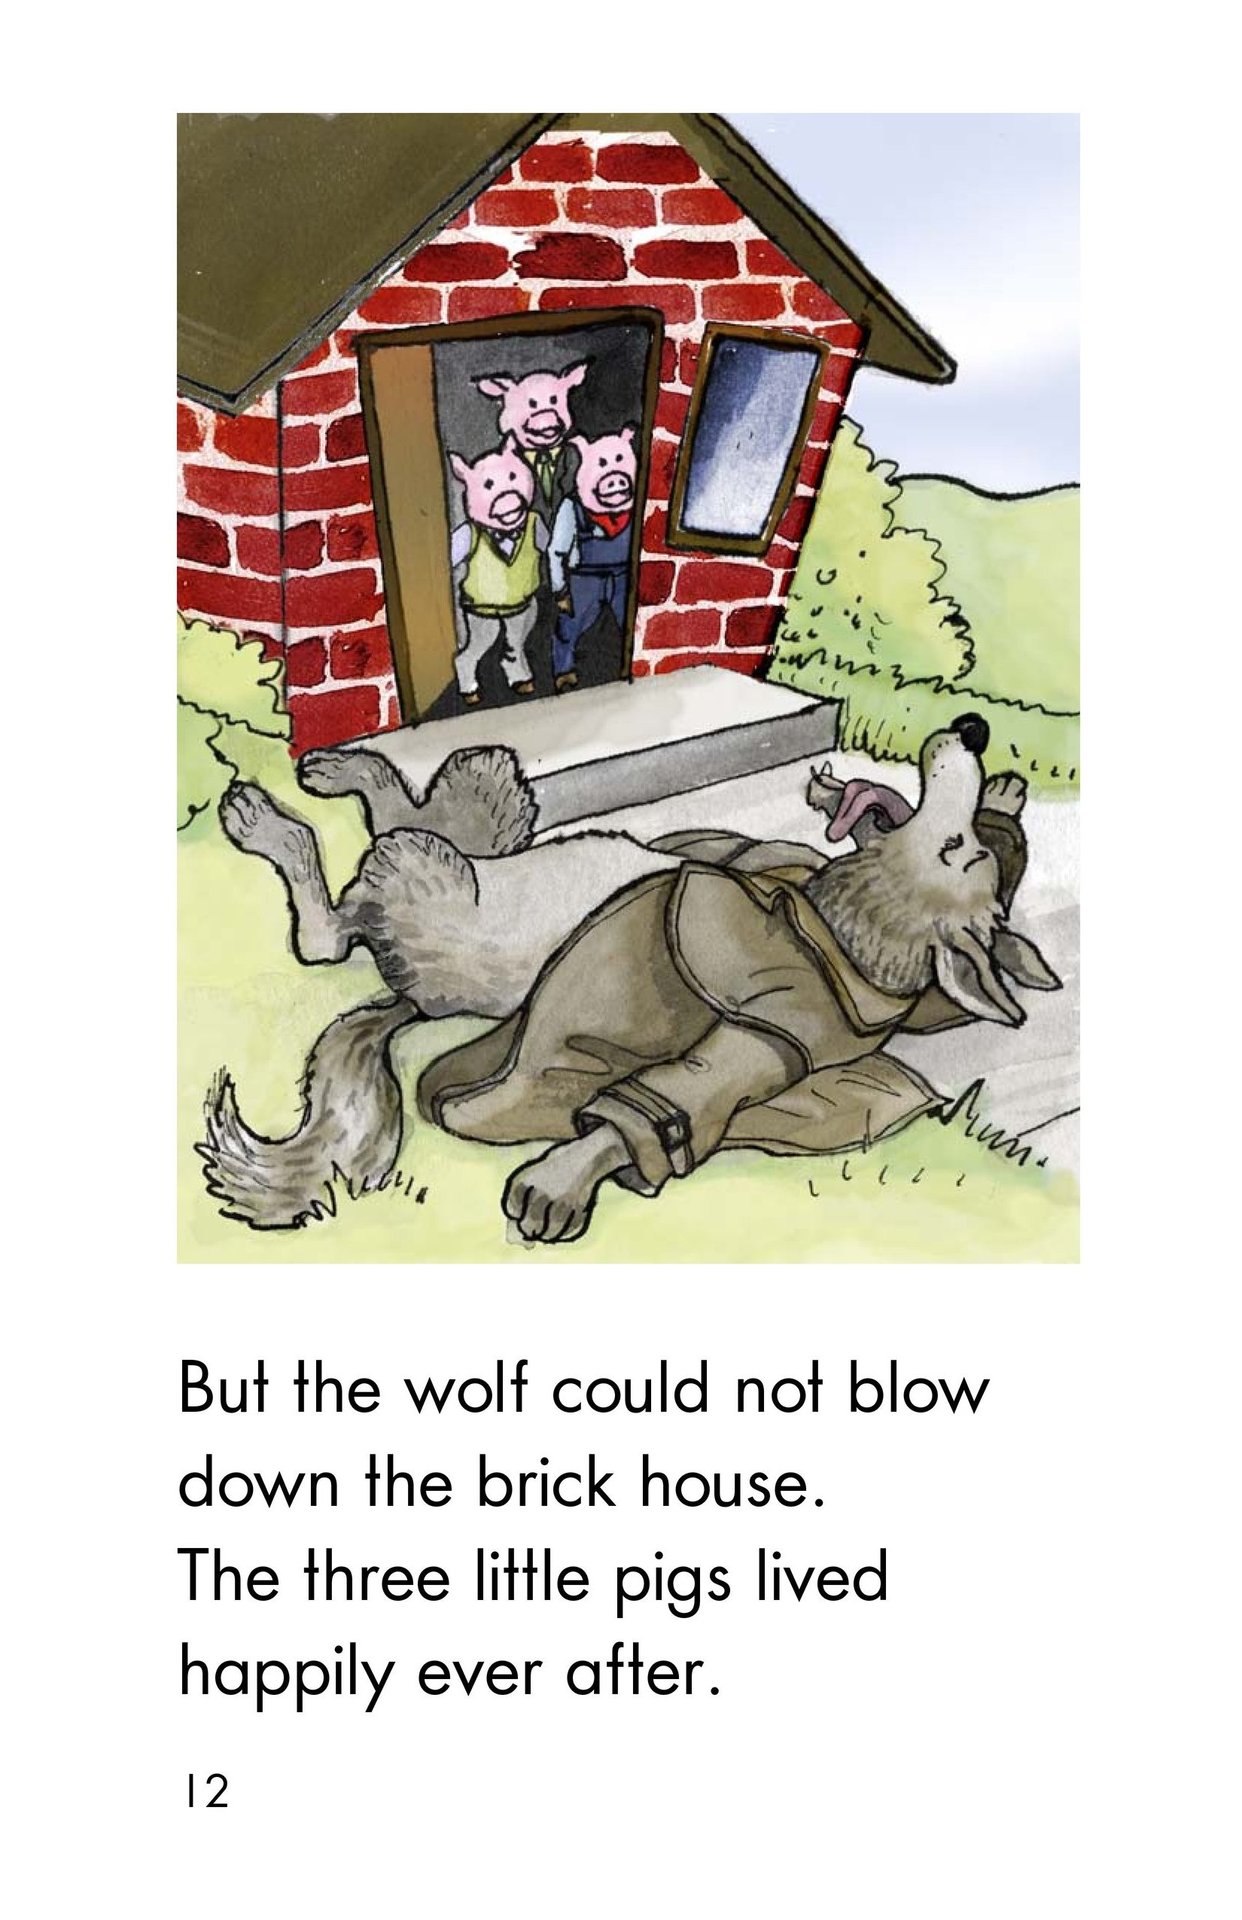 But the wolf could not blow
down the brick house.
The three little pigs lived
happily ever after.
12